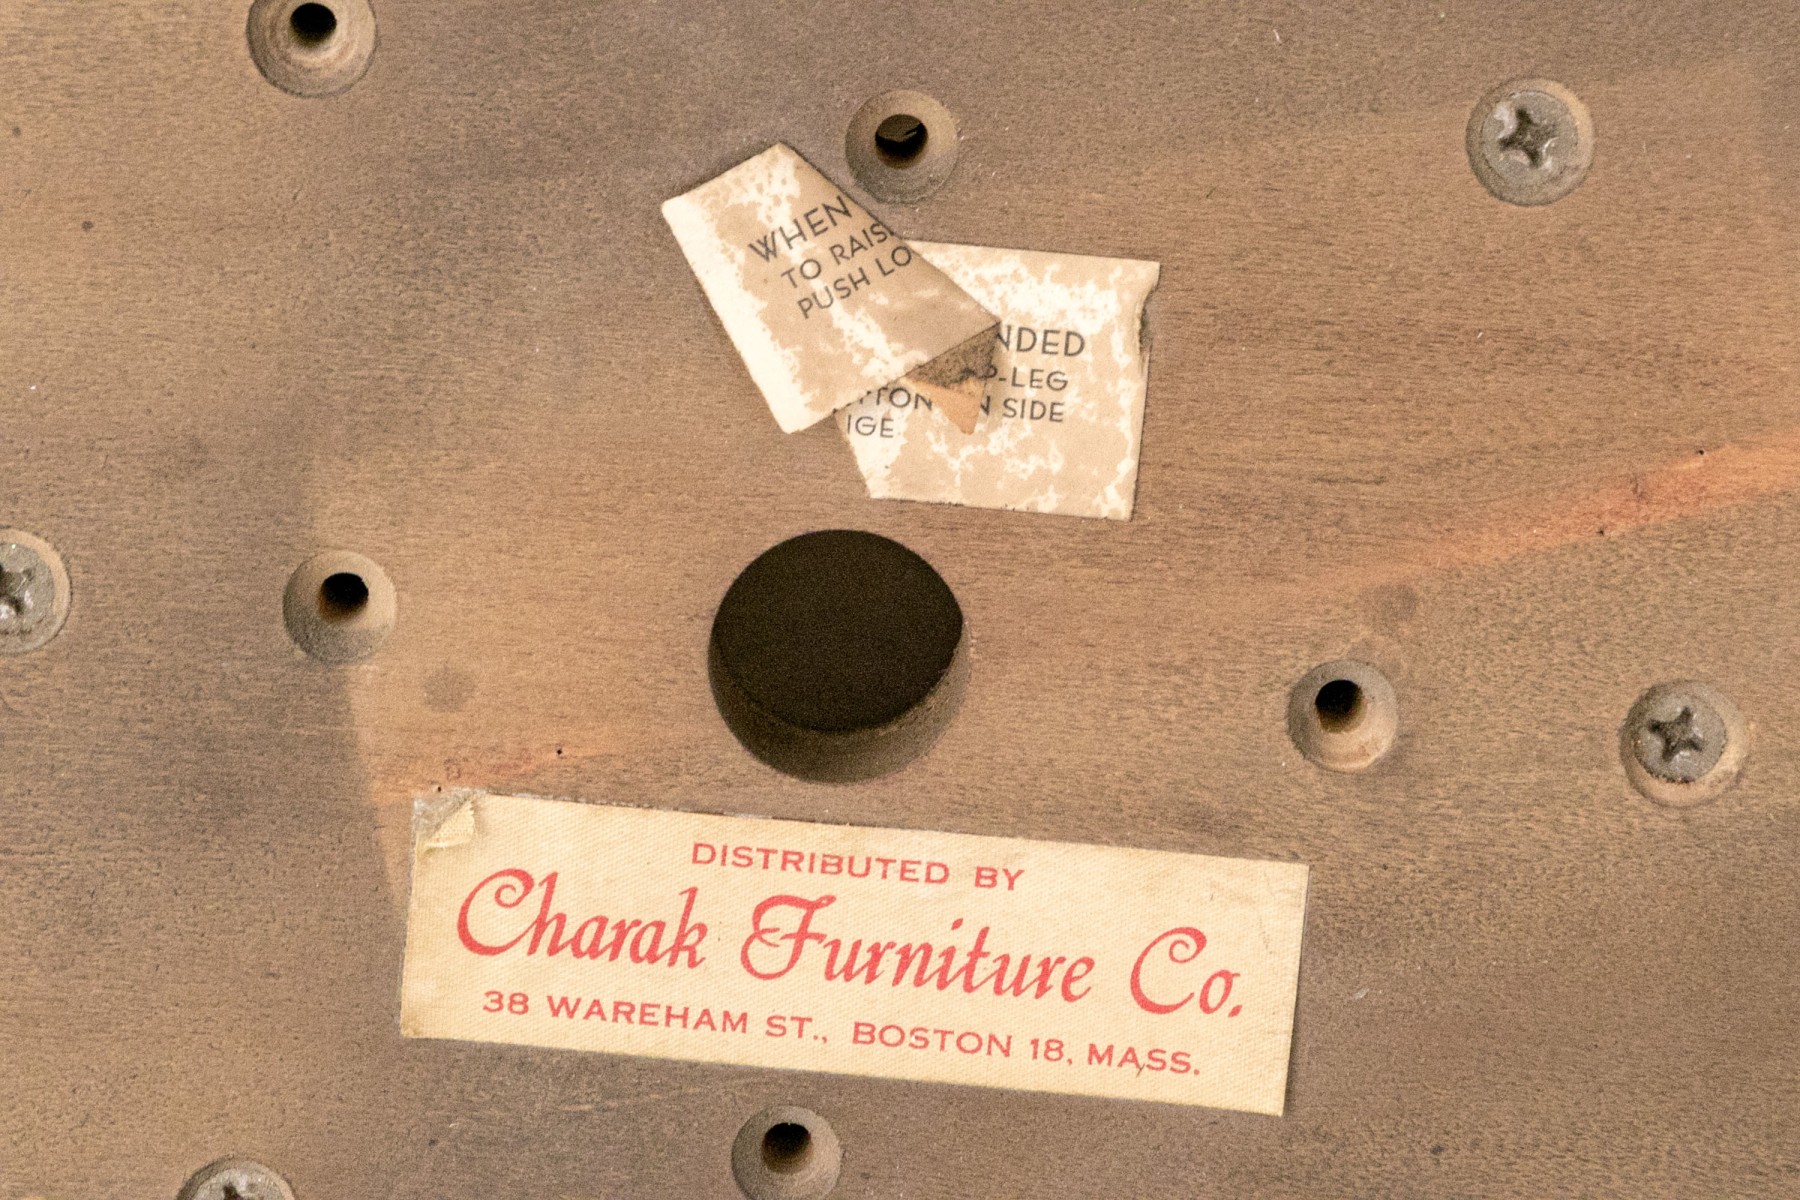 WHEN
TO RAIS
PUSH LO
NDED
P-LEG
TTON N SIDE
IGE
DISTRIBUTED BY
Charak Furniture Co.
38 WAREHAM ST., BOSTON 18, MASS.